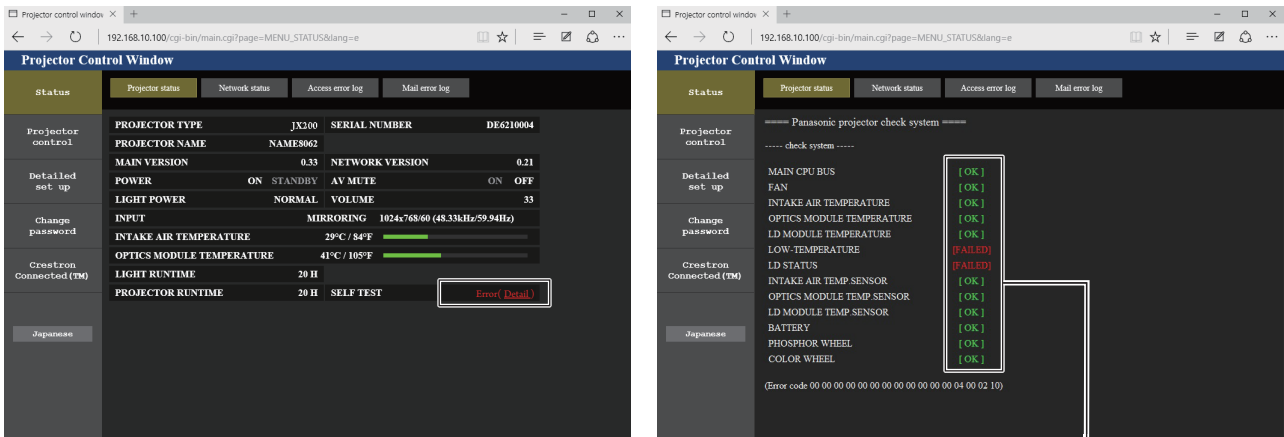 Projector control window
192.168.10.100/cgi-bin/main.cgi?page=MENU_STATUS&lang=e
Projector Control Window
Status
Projector control
Detailed set up
Change password
Crestron Connected(TM)
Japanese
Projector status Network status Access error log Mail error log
PROJECTOR TYPE JX200 SERIAL NUMBER DE6210004
PROJECTOR NAME NAME8062
MAIN VERSION 0.33 NETWORK VERSION 0.21
POWER ON STANDBY AV MUTE ON OFF
LIGHT POWER NORMAL VOLUME 33
INPUT MIRRORING 1024x768/60 (48.33kHz/59.94Hz)
INTAKE AIR TEMPERATURE 29°C / 84°F
OPTICS MODULE TEMPERATURE 41°C / 105°F
LIGHT RUNTIME 20 H
PROJECTOR RUNTIME 20 H SELF TEST Error( Detail )
Projector control window
192.168.10.100/cgi-bin/main.cgi?page=MENU_STATUS&lang=e
Projector Control Window
Status
Projector control
Detailed set up
Change password
Crestron Connected(TM)
Japanese
Projector status Network status Access error log Mail error log
==== Panasonic projector check system ====
----- check system -----
MAIN CPU BUS [ OK ]
FAN [ OK ]
INTAKE AIR TEMPERATURE [ OK ]
OPTICS MODULE TEMPERATURE [ OK ]
LD MODULE TEMPERATURE [ OK ]
LOW-TEMPERATURE [FAILED]
LD STATUS [FAILED]
INTAKE AIR TEMP.SENSOR [ OK ]
OPTICS MODULE TEMP.SENSOR [ OK ]
LD MODULE TEMP.SENSOR [ OK ]
BATTERY [ OK ]
PHOSPHOR WHEEL [ OK ]
COLOR WHEEL [ OK ]
(Error code 00 00 00 00 00 00 00 00 00 00 00 00 04 00 02 10)